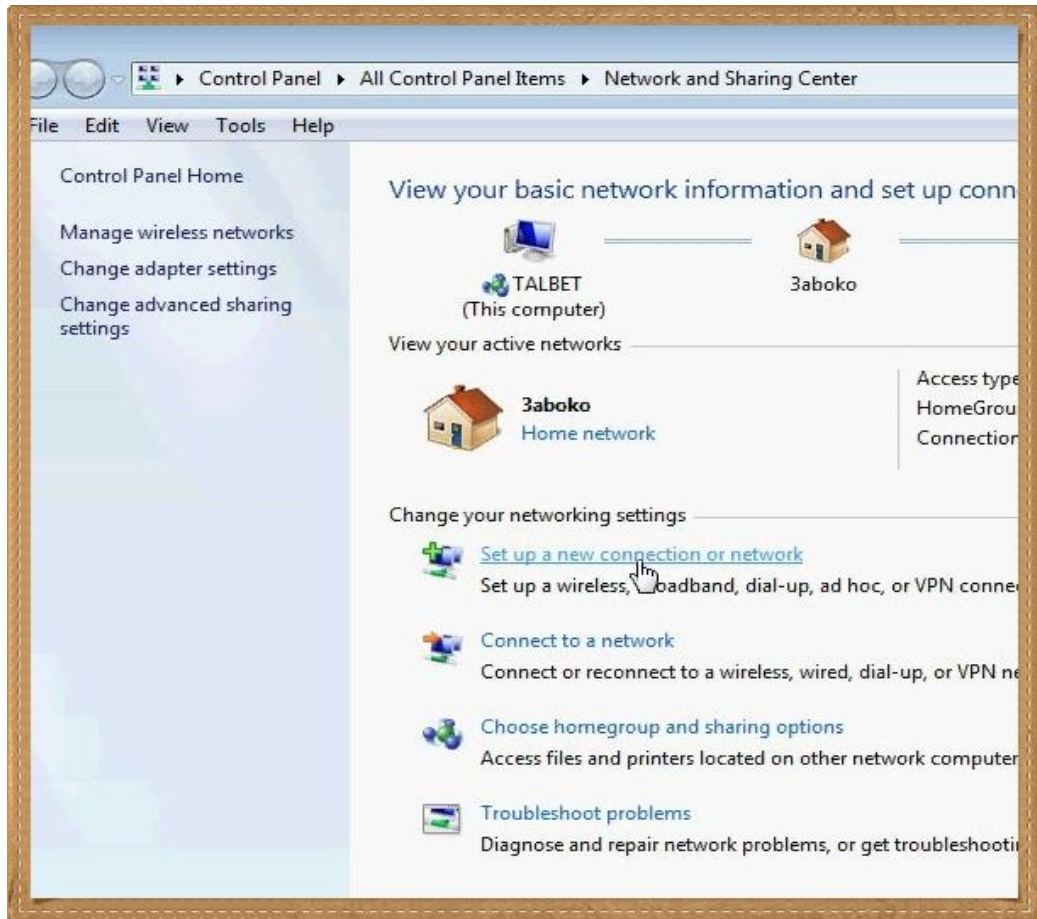 Control Panel ▸ All Control Panel Items ▸ Network and Sharing Center
File Edit View Tools Help
Control Panel Home
Manage wireless networks
Change adapter settings
Change advanced sharing
settings
View your basic network information and set up conn
TALBET
(This computer)
3aboko
View your active networks
3aboko
Home network
Access type
HomeGrou
Connection
Change your networking settings
Set up a new connection or network
Set up a wireless, broadband, dial-up, ad hoc, or VPN conne
Connect to a network
Connect or reconnect to a wireless, wired, dial-up, or VPN ne
Choose homegroup and sharing options
Access files and printers located on other network computer
Troubleshoot problems
Diagnose and repair network problems, or get troubleshooti